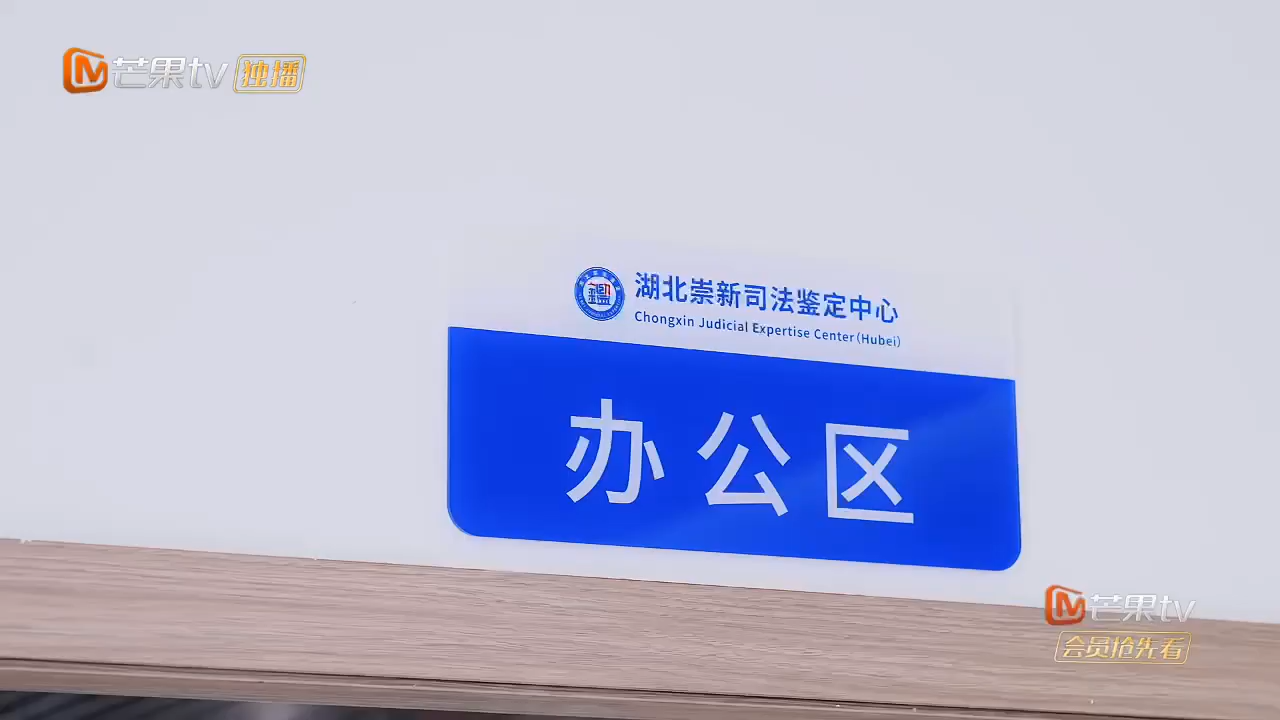 芒果tv 独播
湖北崇新司法鉴定中心
Chongxin Judicial Expertise Center(Hubei)
办公区
芒果tv
会员抢先看